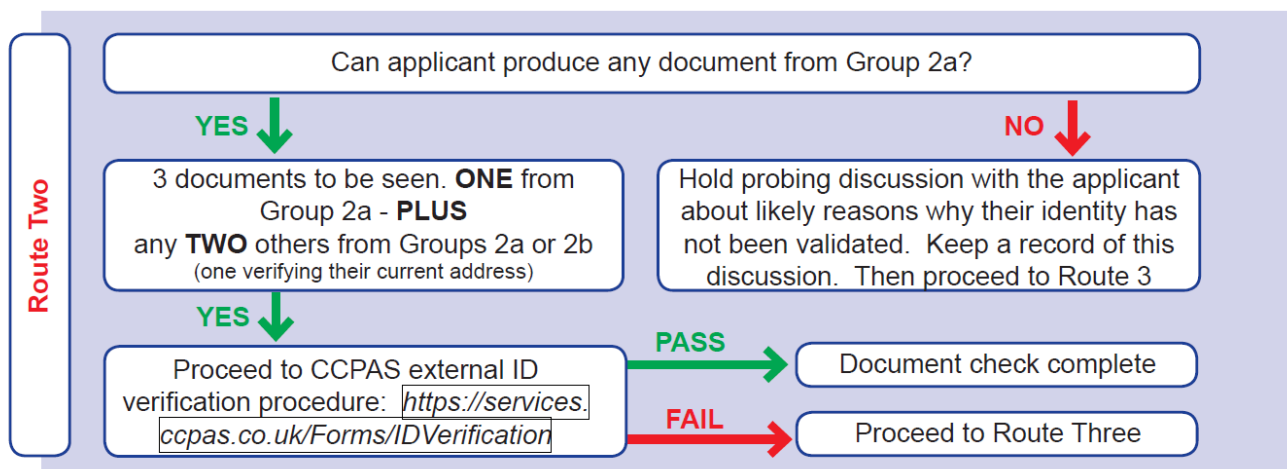 Route Two
Can applicant produce any document from Group 2a?
YES
NO
3 documents to be seen. ONE from
Group 2a - PLUS
any TWO others from Groups 2a or 2b
(one verifying their current address)
Hold probing discussion with the applicant
about likely reasons why their identity has
not been validated.  Keep a record of this
discussion.  Then proceed to Route 3
YES
Proceed to CCPAS external ID
verification procedure:  https://services.
ccpas.co.uk/Forms/IDVerification
PASS
Document check complete
FAIL
Proceed to Route Three